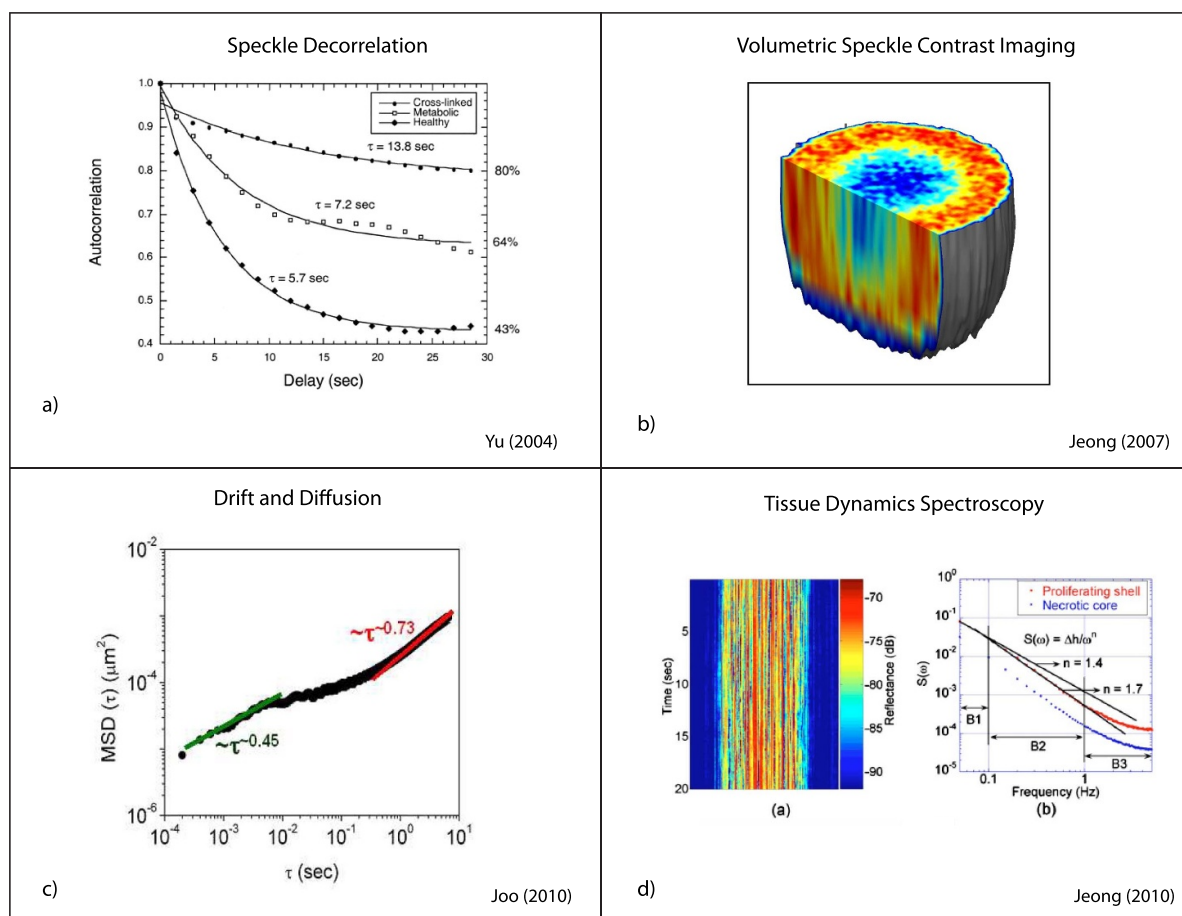 Speckle Decorrelation
1.0
0.9
0.8
0.7
0.6
0.5
0.4
Autocorrelation
Cross-linked
Metabolic
Healthy
τ = 13.8 sec
τ = 7.2 sec
τ = 5.7 sec
80%
64%
43%
0 5 10 15 20 25 30
Delay (sec)
a)
Yu (2004)
Volumetric Speckle Contrast Imaging
b)
Jeong (2007)
Drift and Diffusion
MSD (τ) (μm²)
10⁻²
10⁻³
10⁻⁴
10⁻⁵
10⁻⁶
~τ^~0.73
~τ^~0.45
10⁻⁴ 10⁻³ 10⁻² 10⁻¹ 10⁰ 10¹
τ (sec)
c)
Joo (2010)
Tissue Dynamics Spectroscopy
Time (sec)
5
10
15
20
−70
−75
−80
−85
−90
Reflectance (dB)
(a)
S(ω)
10⁰
10⁻¹
10⁻²
10⁻³
10⁻⁴
10⁻⁵
Proliferating shell
Necrotic core
S(ω) = Δh/ωⁿ
n = 1.4
n = 1.7
B1
B2
B3
0.1 1
Frequency (Hz)
(b)
d)
Jeong (2010)